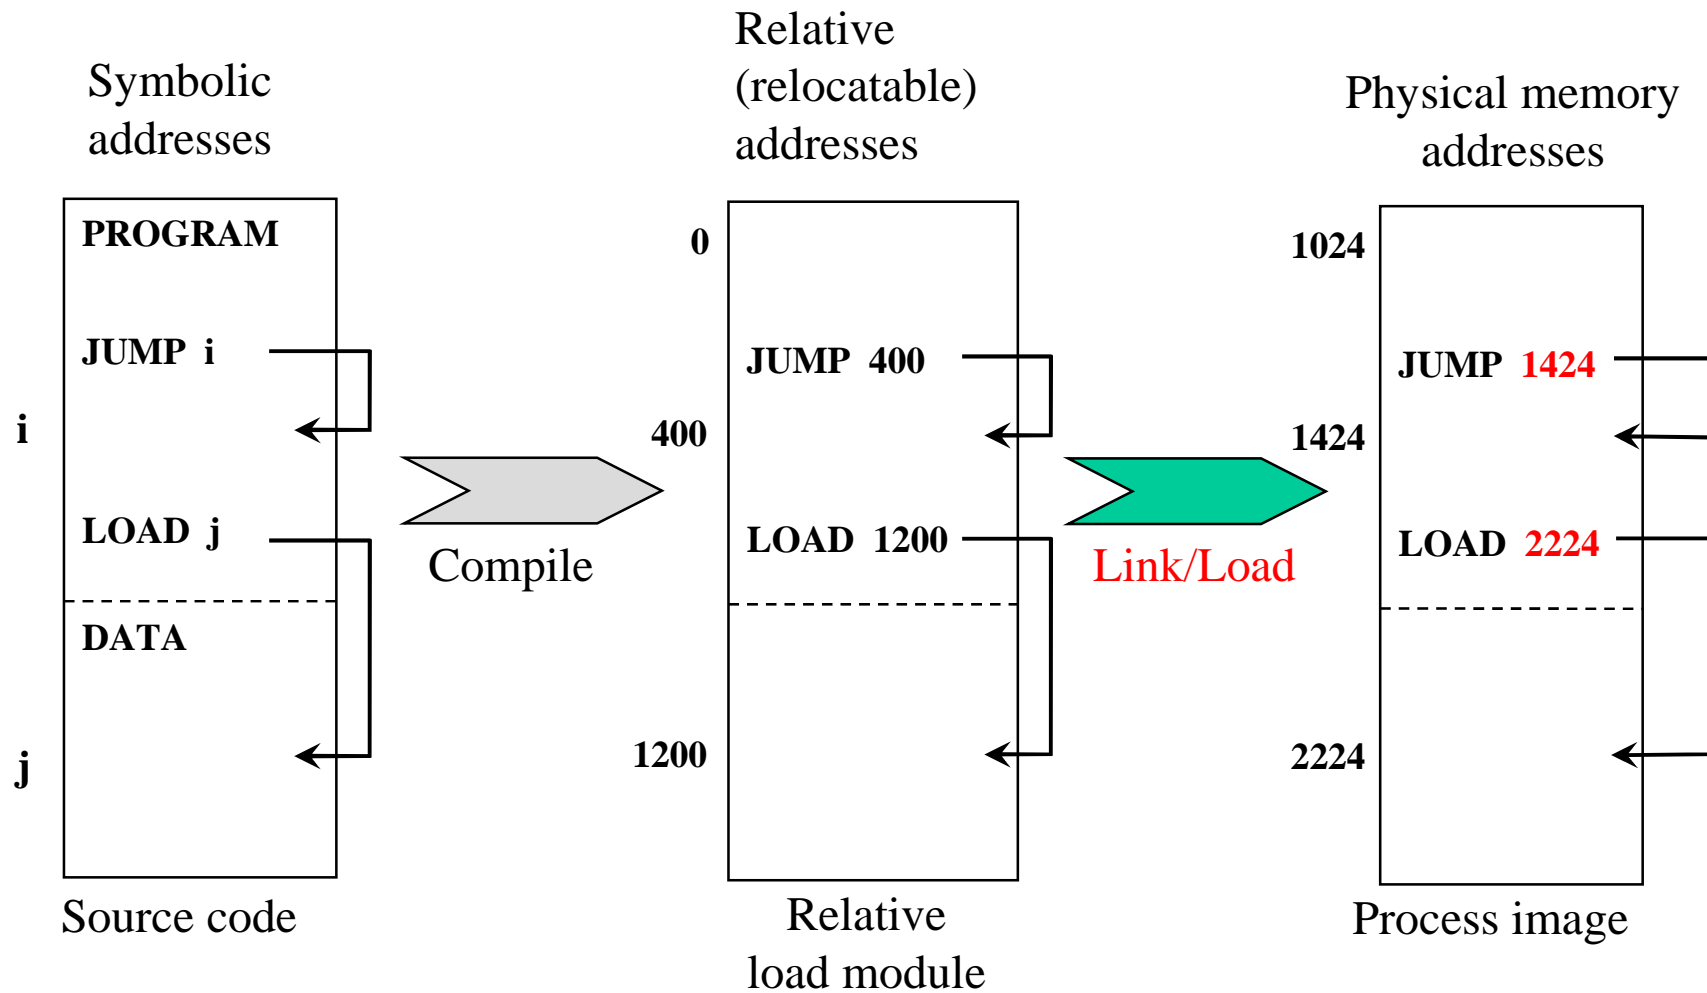 Symbolic
addresses
PROGRAM
JUMP i
i
LOAD j
DATA
j
Source code
Compile
Relative
(relocatable)
addresses
0
JUMP 400
400
LOAD 1200
1200
Relative
load module
Link/Load
Physical memory
addresses
1024
JUMP 1424
1424
LOAD 2224
2224
Process image